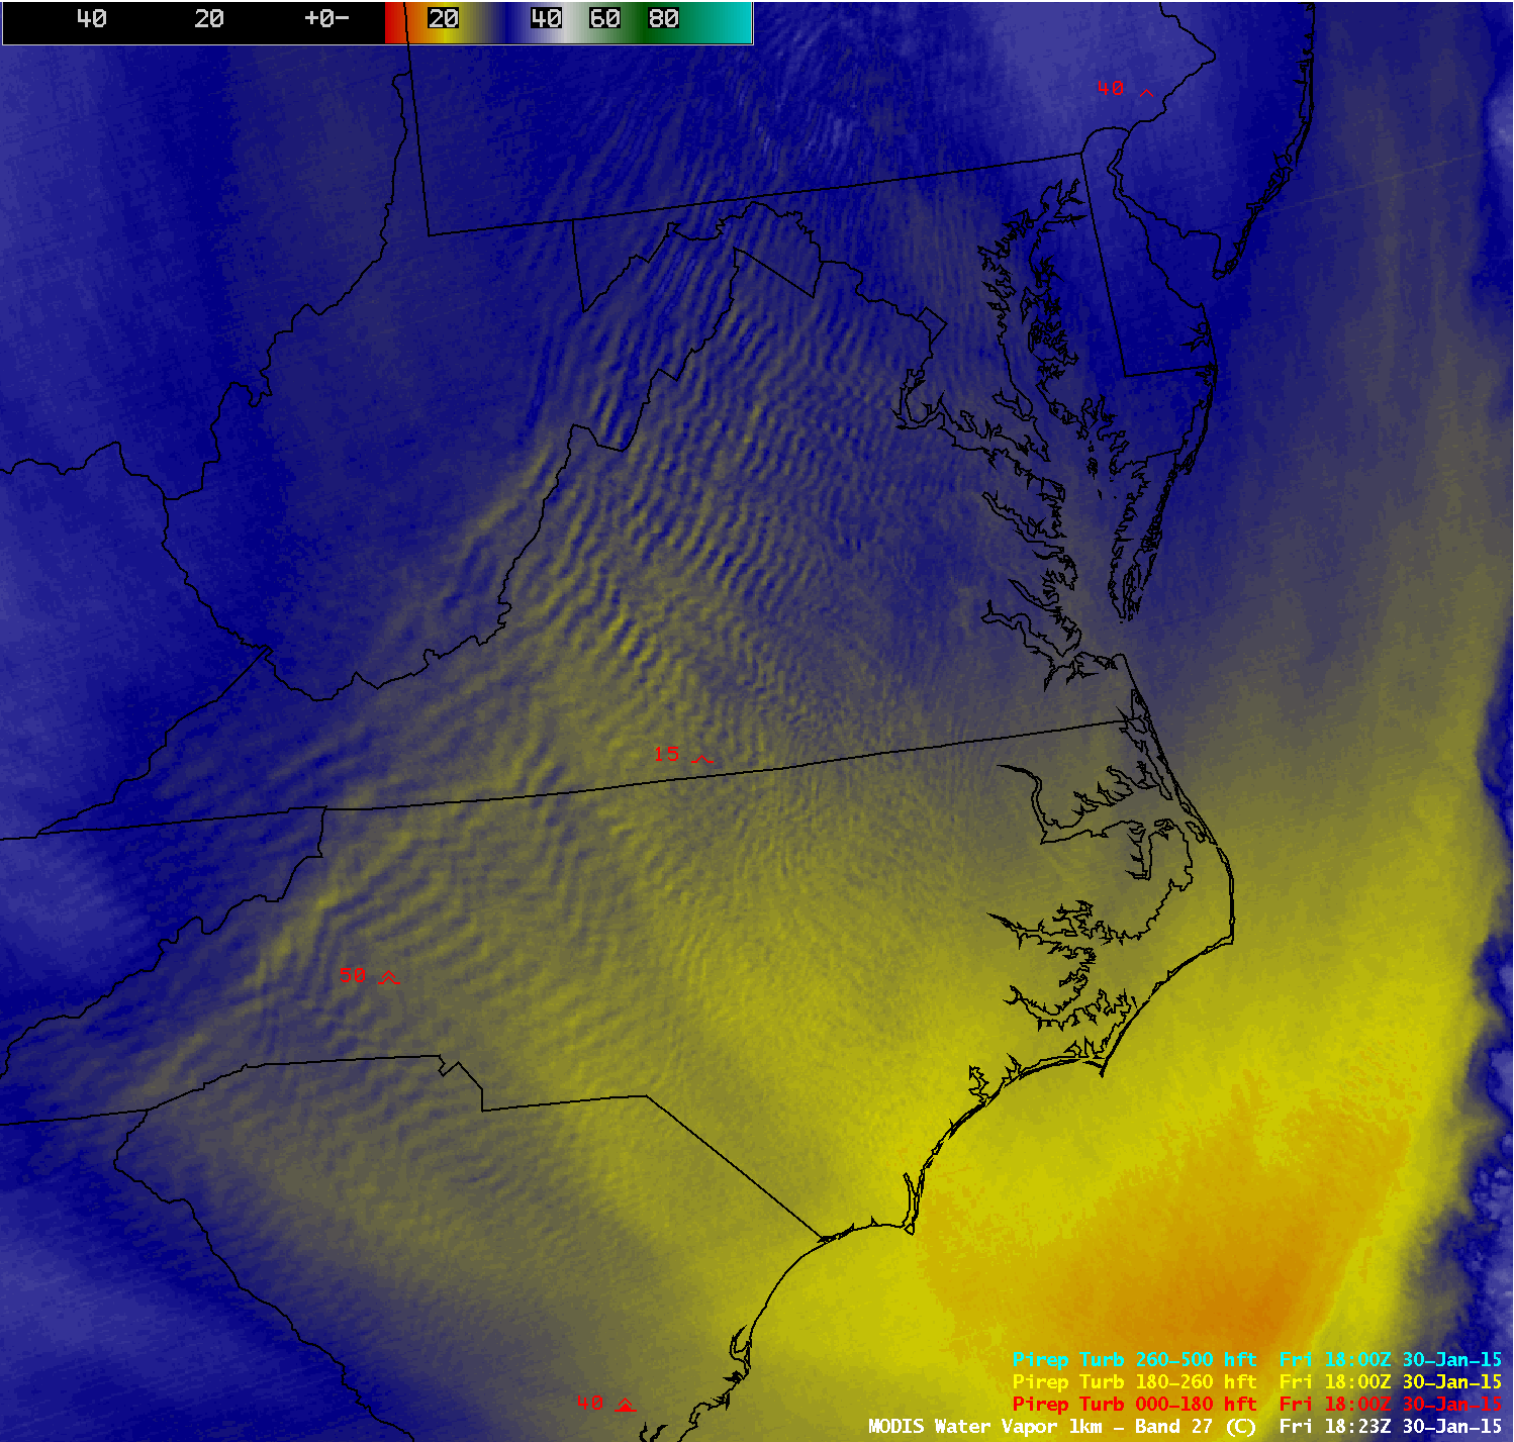 40 20 +0- 20 40 60 80
40
15
50
40
Pirep Turb 260-500 hft Fri 18:00Z 30-Jan-15
Pirep Turb 180-260 hft Fri 18:00Z 30-Jan-15
Pirep Turb 000-180 hft Fri 18:00Z 30-Jan-15
MODIS Water Vapor 1km - Band 27 (C) Fri 18:23Z 30-Jan-15